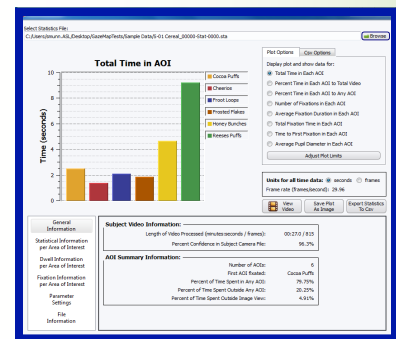 Select Statistics File:
C:/Users/smunn.ASL/Desktop/GazeMapTests/Sample Data/5-01 Cereal_00000-Stat-0000.sta
Browse
Total Time in AOI
Time (seconds)
10
8
6
4
2
0
Cocoa Puffs
Cheerios
Froot Loops
Frosted Flakes
Honey Bunches
Reeses Puffs
Plot Options
Csv Options
Display plot and show data for:
Total Time in Each AOI
Percent Time in Each AOI to Total Video
Percent Time in Each AOI to Any AOI
Number of Fixations in Each AOI
Average Fixation Duration in Each AOI
Total Fixation Time in Each AOI
Time to First Fixation in Each AOI
Average Pupil Diameter in Each AOI
Adjust Plot Limits
Units for all time data: seconds frames
Frame rate (frames/second): 29.96
View Video
Save Plot As Image
Export Statistics To Csv
General Information
Statistical Information per Area of Interest
Dwell Information per Area of Interest
Fixation Information per Area of Interest
Parameter Settings
File Information
Subject Video Information:
Length of Video Processed (minutes:seconds / frames): 00:27.0 / 815
Percent Confidence in Subject Camera File: 96.3%
AOI Summary Information:
Number of AOIs: 6
First AOI fixated: Cocoa Puffs
Percent of Time Spent in Any AOI: 79.75%
Percent of Time Spent Outside Any AOI: 20.25%
Percent of Time Spent Outside Image View: 4.91%